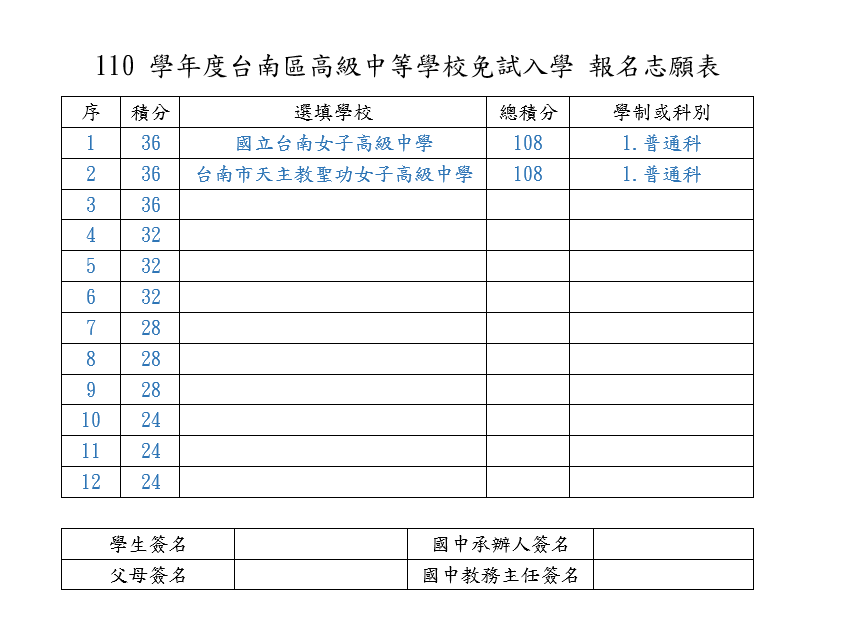 110 學年度台南區高級中等學校免試入學 報名志願表
序 積分 選填學校 總積分 學制或科別
1 36 國立台南女子高級中學 108 1.普通科
2 36 台南市天主教聖功女子高級中學 108 1.普通科
3 36
4 32
5 32
6 32
7 28
8 28
9 28
10 24
11 24
12 24
學生簽名 國中承辦人簽名
父母簽名 國中教務主任簽名